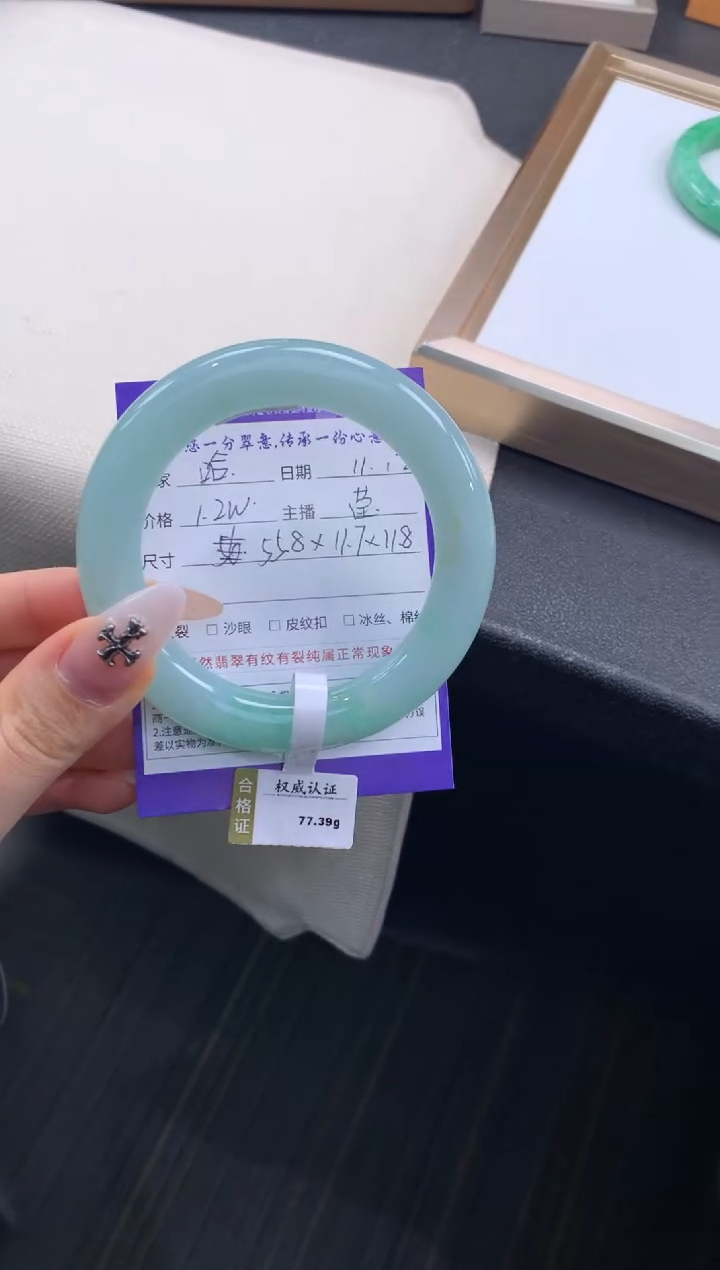 一分翠意,传承一份心意
家 日期 11.1
价格 1.2W. 主播 莹.
尺寸 55.8×11.7×11.8
裂 □ 沙眼 □ 皮纹扣 □ 冰丝、棉
然翡翠有纹有裂纯属正常现象
2.注意
差以实物为准
合格证
权威认证
77.39g